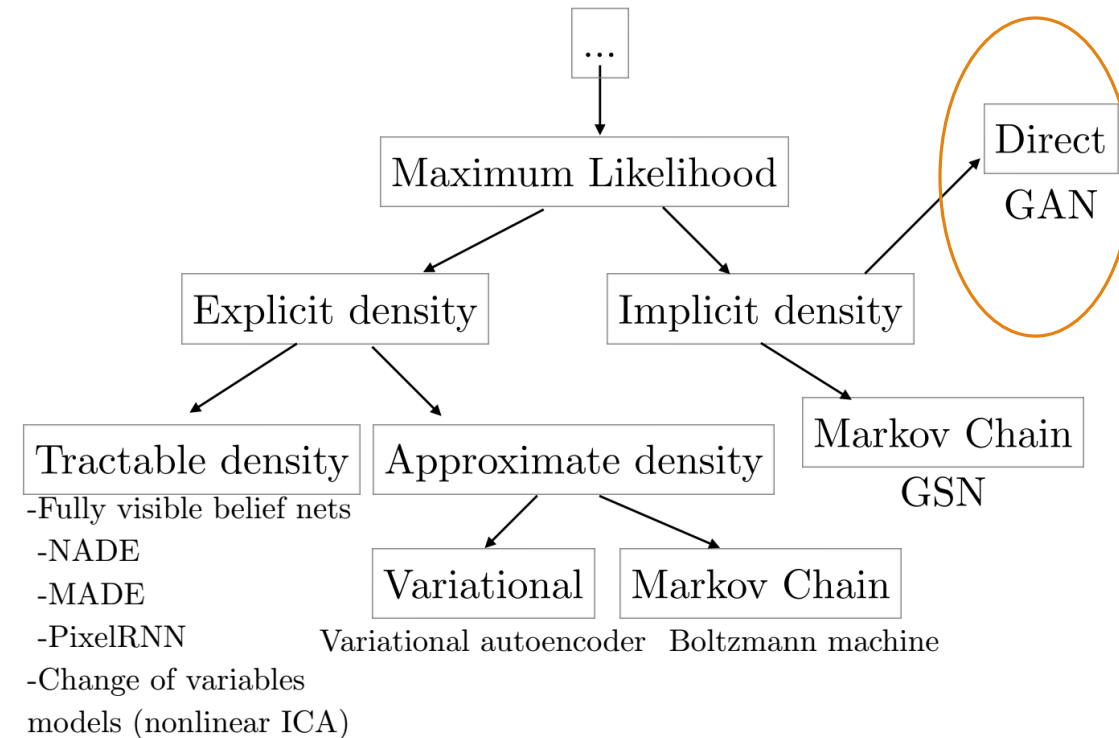 ...
Direct
GAN
Maximum Likelihood
Explicit density
Implicit density
Markov Chain
GSN
Tractable density
-Fully visible belief nets
-NADE
-MADE
-PixelRNN
-Change of variables
models (nonlinear ICA)
Approximate density
Variational
Variational autoencoder
Markov Chain
Boltzmann machine